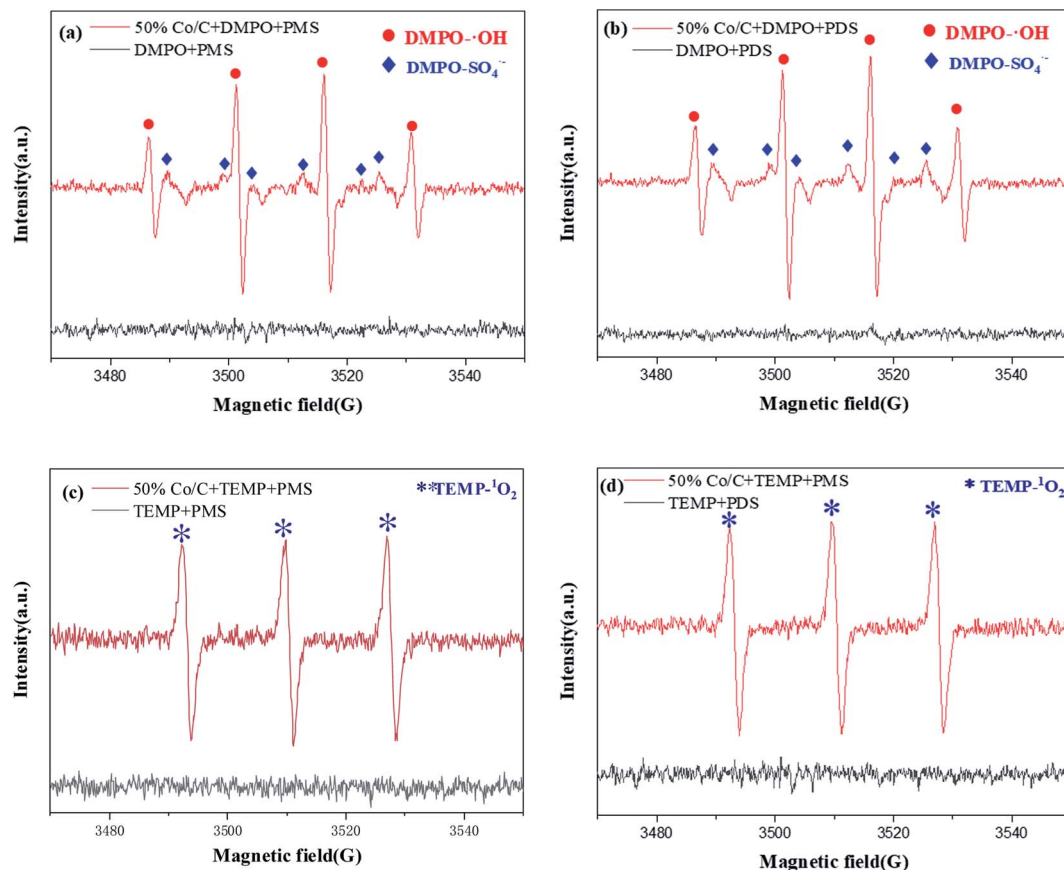 (a)
50% Co/C+DMPO+PMS
DMPO+PMS
DMPO-·OH
DMPO-SO₄˙⁻
Intensity(a.u.)
3480 3500 3520 3540
Magnetic field(G)
(b)
50% Co/C+DMPO+PDS
DMPO+PDS
DMPO-·OH
DMPO-SO₄˙⁻
Intensity(a.u.)
3480 3500 3520 3540
Magnetic field(G)
(c)
50% Co/C+TEMP+PMS
TEMP+PMS
**TEMP-¹O₂
* * *
Intensity(a.u.)
3480 3500 3520 3540
Magnetic field(G)
(d)
50% Co/C+TEMP+PMS
TEMP+PDS
* TEMP-¹O₂
* * *
Intensity(a.u.)
3480 3500 3520 3540
Magnetic field(G)